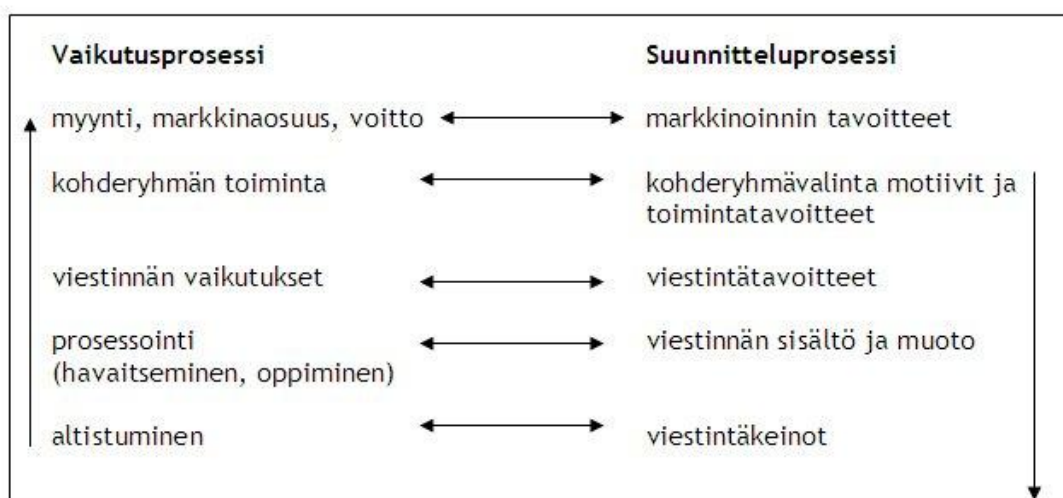 Vaikutusprosessi Suunnitteluprosessi
myynti, markkinaosuus, voitto markkinoinnin tavoitteet
kohderyhmän toiminta kohderyhmävalinta motiivit ja
toimintatavoitteet
viestinnän vaikutukset viestintätavoitteet
prosessointi viestinnän sisältö ja muoto
(havaitseminen, oppiminen)
altistuminen viestintäkeinot